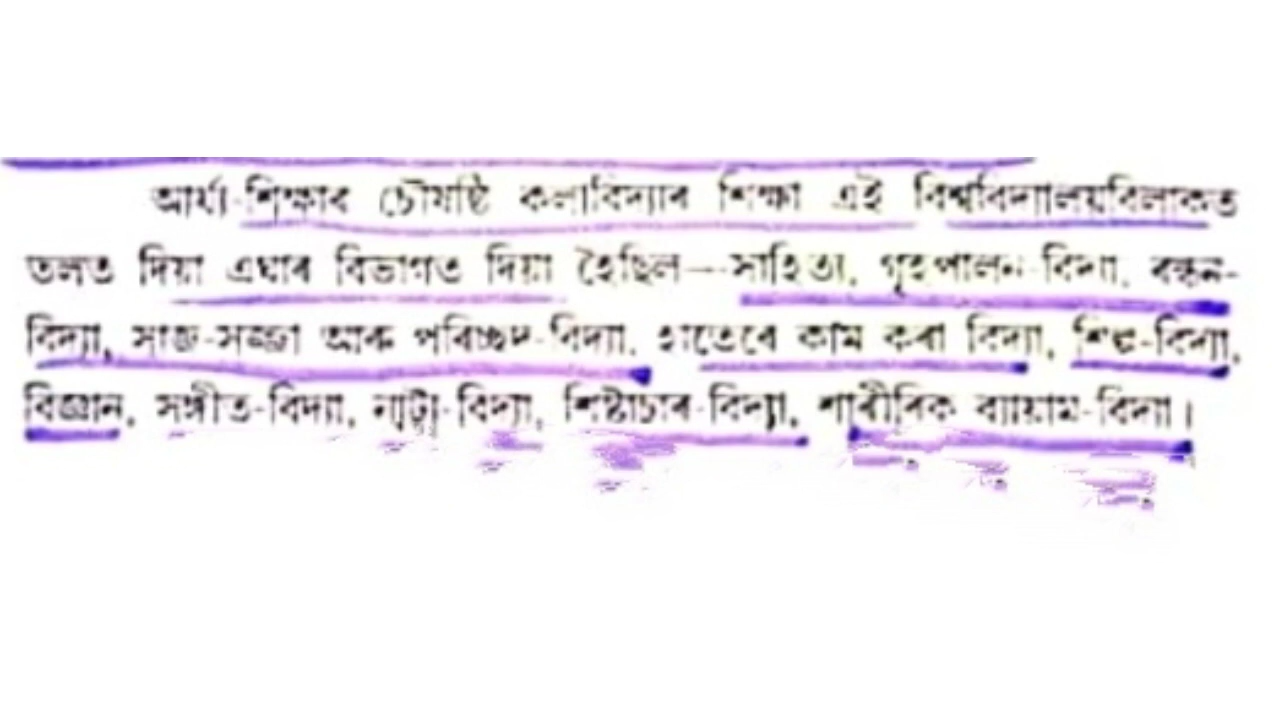 আৰ্য্য-শিক্ষাৰ চৌষষ্ঠি কলাবিদ্যাৰ শিক্ষা এই বিশ্ববিদ্যালয়বিলাকত
তলত দিয়া এঘাৰ বিভাগত দিয়া হৈছিল—সাহিত্য, গৃহপালন-বিদ্যা, ৰন্ধন-
বিদ্যা, সাজ-সজ্জা আৰু পৰিচ্ছদ-বিদ্যা, হাতেৰে কাম কৰা বিদ্যা, শিল্প-বিদ্যা,
বিজ্ঞান, সঙ্গীত-বিদ্যা, নাট্য-বিদ্যা, শিষ্টাচাৰ-বিদ্যা, শাৰীৰিক ব্যায়াম-বিদ্যা।